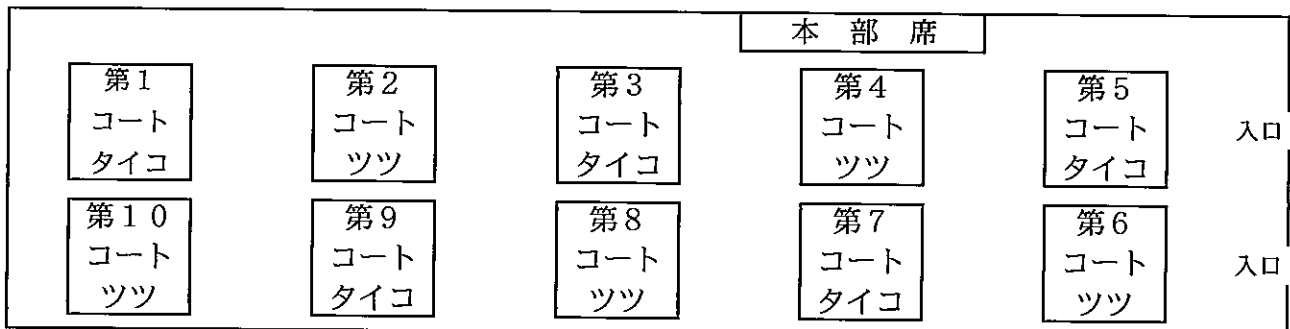 本部席
第1
コート
タイコ
第2
コート
ツツ
第3
コート
タイコ
第4
コート
ツツ
第5
コート
タイコ
入口
第10
コート
ツツ
第9
コート
タイコ
第8
コート
ツツ
第7
コート
タイコ
第6
コート
ツツ
入口